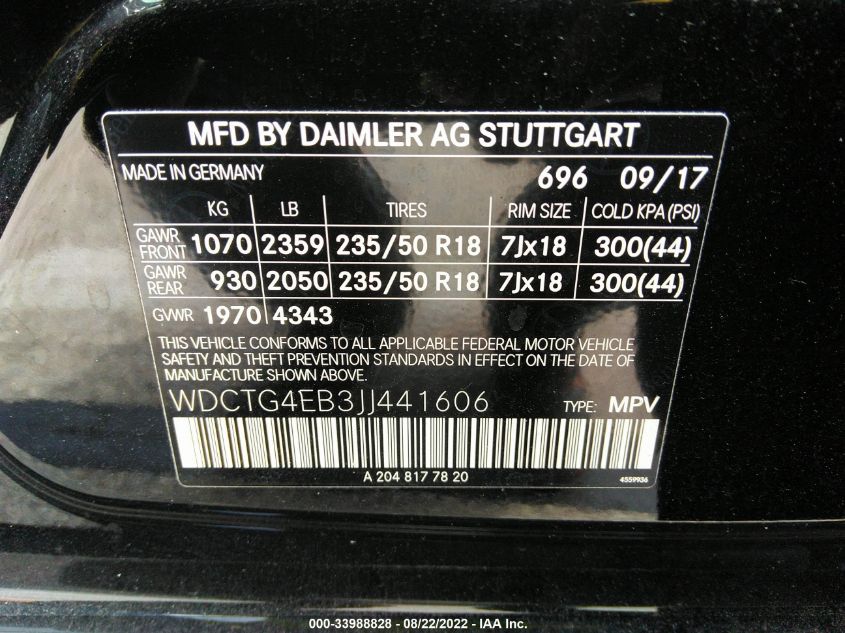 MFD BY DAIMLER AG STUTTGART
MADE IN GERMANY 696 09/17
KG LB TIRES RIM SIZE COLD KPA (PSI)
GAWR FRONT 1070 2359 235/50 R18 7Jx18 300(44)
GAWR REAR 930 2050 235/50 R18 7Jx18 300(44)
GVWR 1970 4343
THIS VEHICLE CONFORMS TO ALL APPLICABLE FEDERAL MOTOR VEHICLE
SAFETY AND THEFT PREVENTION STANDARDS IN EFFECT ON THE DATE OF
MANUFACTURE SHOWN ABOVE.
WDCTG4EB3JJ441606 TYPE: MPV
A 204 817 78 20 4559936
000-33988828 - 08/22/2022 - IAA Inc.